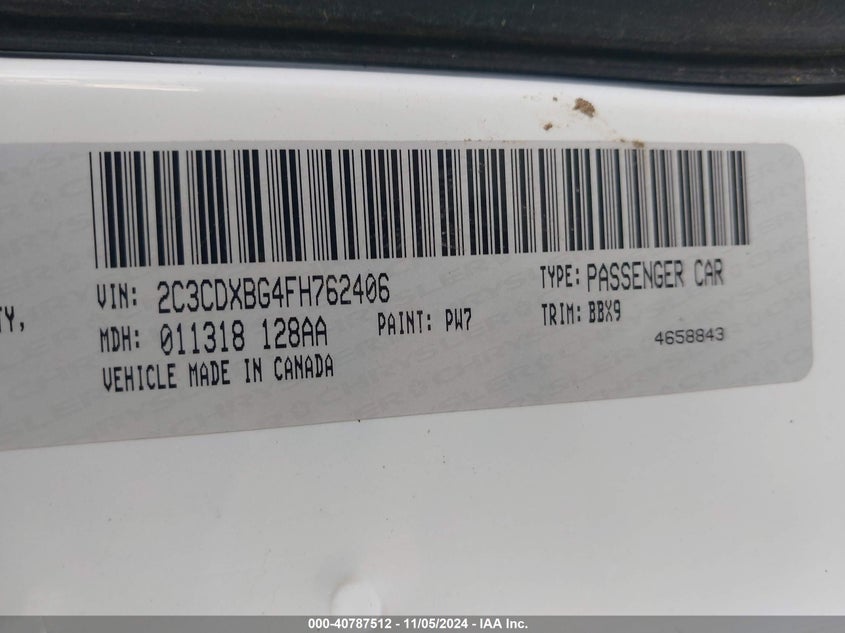 VIN: 2C3CDXBG4FH762406
TYPE: PASSENGER CAR
TY,
MDH: 011318 128AA
PAINT: PW7
TRIM: BBX9
4658843
VEHICLE MADE IN CANADA
000-40787512 - 11/05/2024 - IAA Inc.